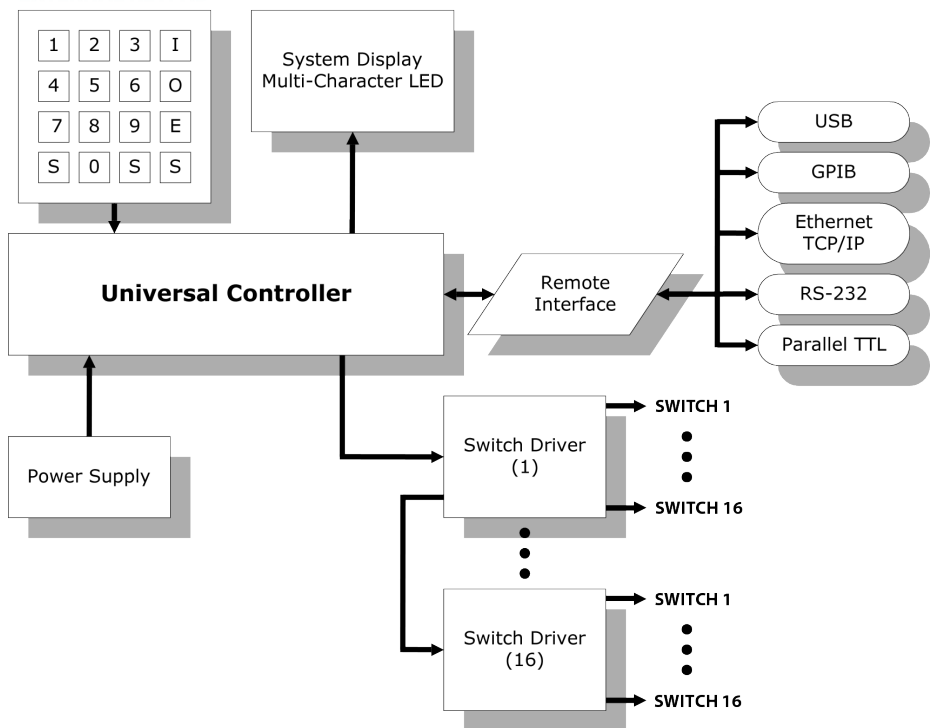 1 2 3 I
4 5 6 O
7 8 9 E
S 0 S S
System Display
Multi-Character LED
Universal Controller
Remote
Interface
USB
GPIB
Ethernet
TCP/IP
RS-232
Parallel TTL
Power Supply
Switch Driver
(1)
SWITCH 1
SWITCH 16
Switch Driver
(16)
SWITCH 1
SWITCH 16